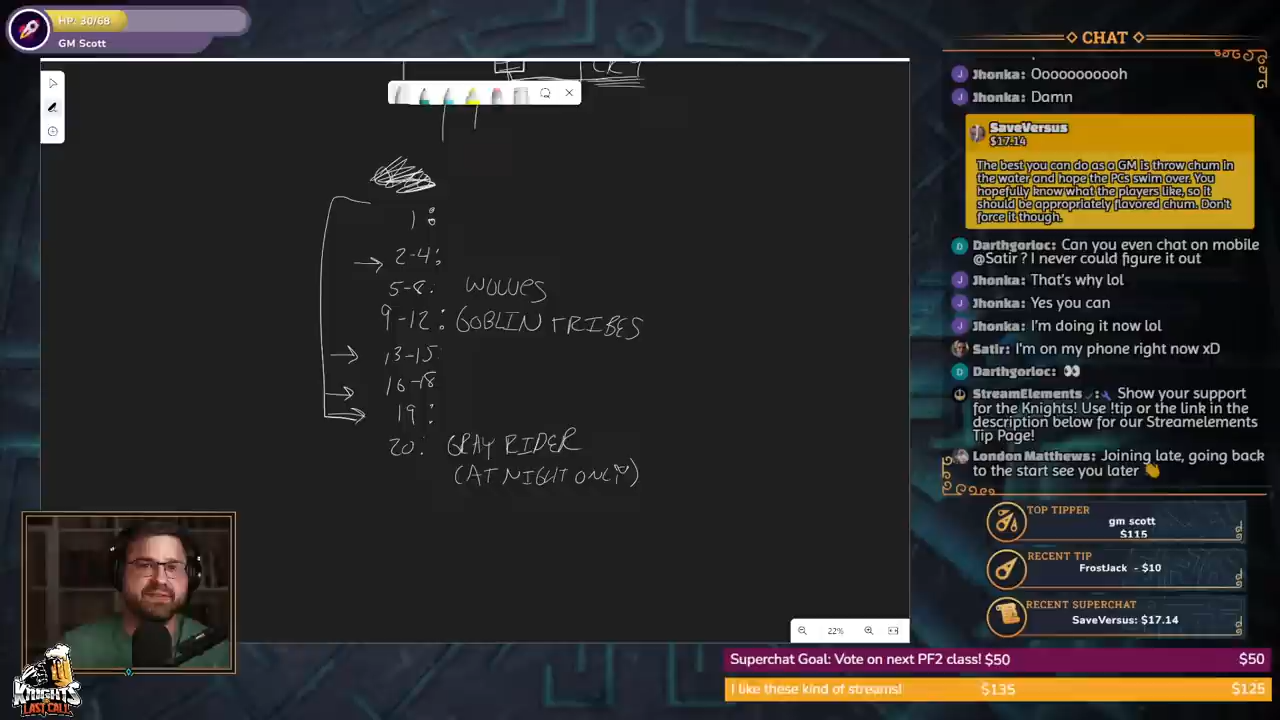 HP: 30/68
GM Scott
CR 9
1:
2-4:
5-8: WOLVES
9-12: GOBLIN TRIBES
13-15:
16-18
19:
20: GRAY RIDER
(AT NIGHT ONLY)
22%
KNIGHTS
LAST CALL
CHAT
Jhonka: Ooooooooooh
Jhonka: Damn
SaveVersus
$17.14
The best you can do as a GM is throw chum in
the water and hope the PCs swim over. You
hopefully know what the players like, so it
should be appropriately flavored chum. Don't
force it though.
Darthgorloc: Can you even chat on mobile
@Satir? I never could figure it out
Jhonka: That's why lol
Jhonka: Yes you can
Jhonka: I'm doing it now lol
Satir: I'm on my phone right now xD
Darthgorloc: 👀
StreamElements: Show your support
for the Knights! Use !tip or the link in the
description below for our Streamelements
Tip Page!
London Matthews: Joining late, going back
to the start see you later 👋
TOP TIPPER
gm scott
$115
RECENT TIP
FrostJack - $10
RECENT SUPERCHAT
SaveVersus: $17.14
Superchat Goal: Vote on next PF2 class! $50 $50
I like these kind of streams! $135 $125